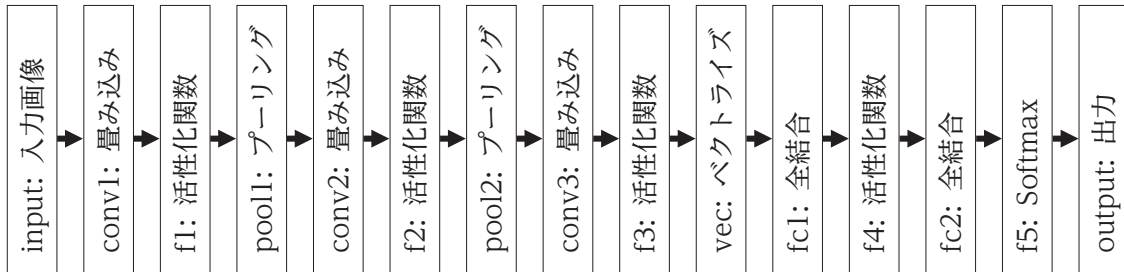 input: 入力画像
conv1: 畳み込み
f1: 活性化関数
pool1: プーリング
conv2: 畳み込み
f2: 活性化関数
pool2: プーリング
conv3: 畳み込み
f3: 活性化関数
vec: ベクトライズ
fc1: 全結合
f4: 活性化関数
fc2: 全結合
f5: Softmax
output: 出力